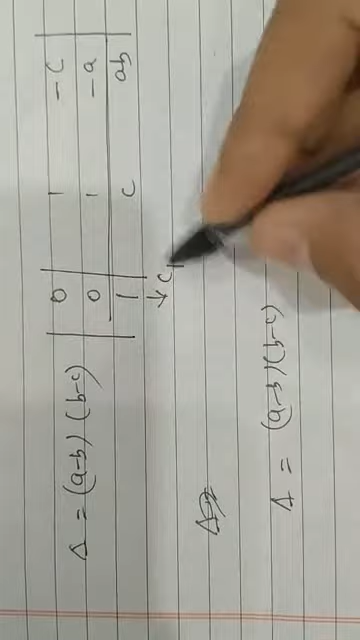 | 0 1 -c |
Δ = (a-b) (b-c) | 0 1 -a |
| 1 c ab |
↓
C₁
Δ = (a-b) (b-c)